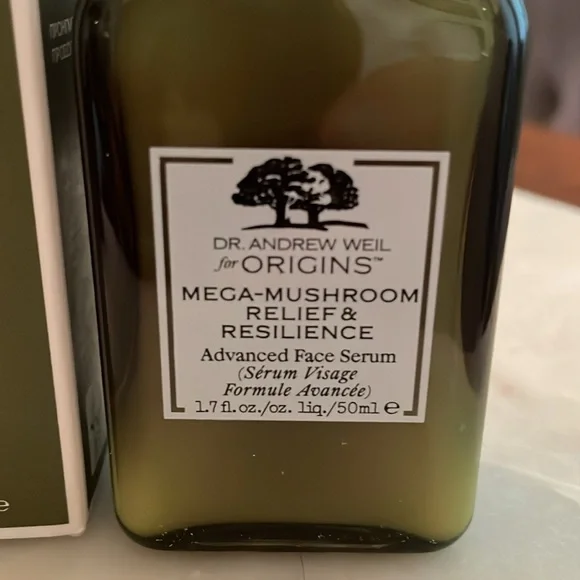 DR. ANDREW WEIL
for ORIGINS™
MEGA-MUSHROOM
RELIEF &
RESILIENCE
Advanced Face Serum
(Sérum Visage
Formule Avancée)
1.7 fl.oz./oz. liq./50ml e